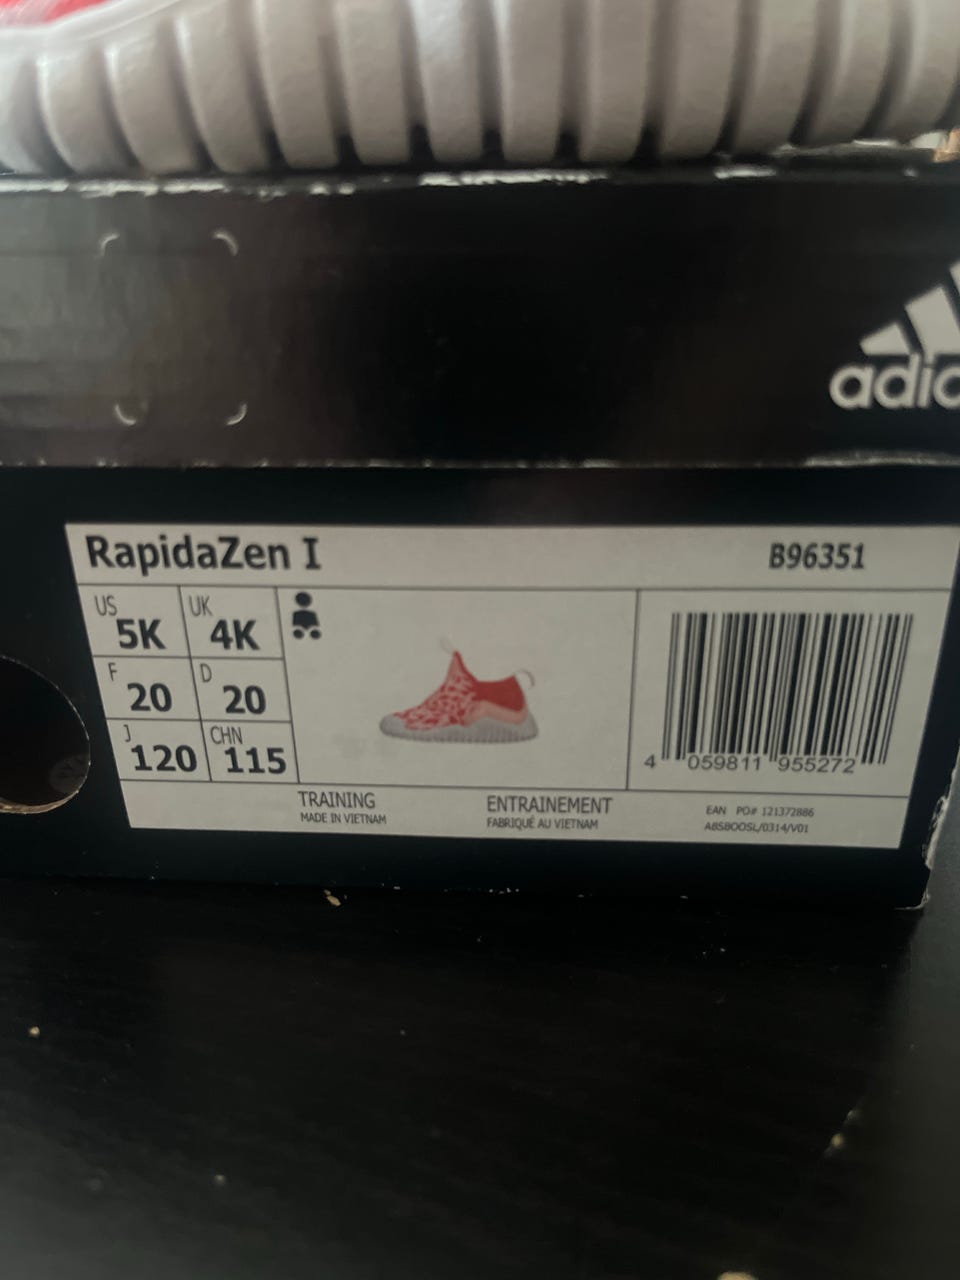 adid
RapidaZen I B96351
US 5K UK 4K
F 20 D 20
J 120 CHN 115
4 059811 955272
TRAINING ENTRAINEMENT
MADE IN VIETNAM FABRIQUÉ AU VIETNAM
EAN PO# 121372886
ABSBOOSL/0314/V01